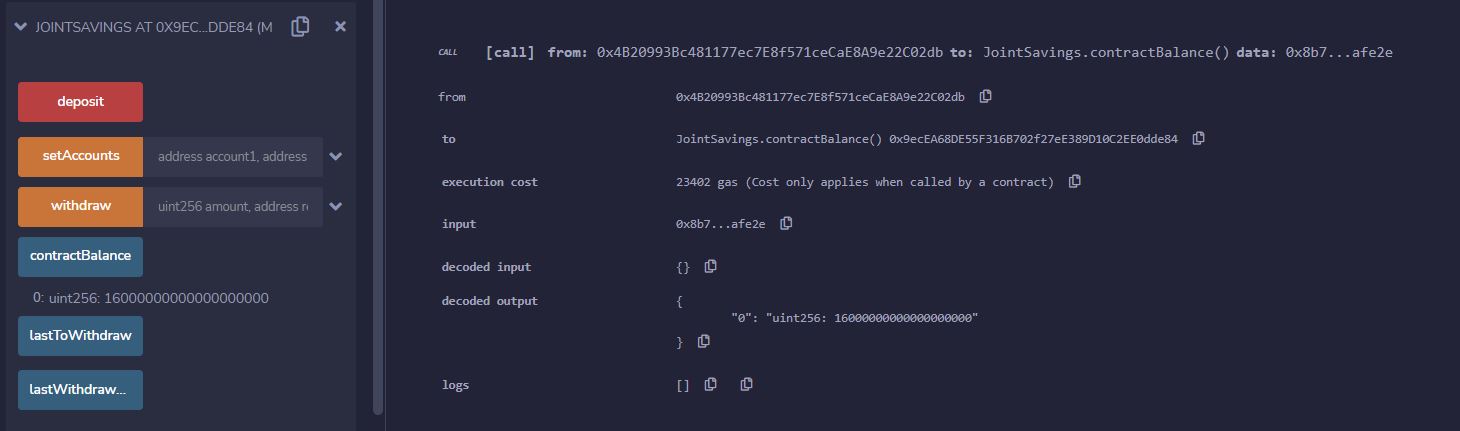 JOINTSAVINGS AT 0X9EC...DDE84 (M
deposit
setAccounts address account1, address
withdraw uint256 amount, address re
contractBalance
0: uint256: 16000000000000000000
lastToWithdraw
lastWithdraw...
CALL [call] from: 0x4B20993Bc481177ec7E8f571ceCaE8A9e22C02db to: JointSavings.contractBalance() data: 0x8b7...afe2e
from 0x4B20993Bc481177ec7E8f571ceCaE8A9e22C02db
to JointSavings.contractBalance() 0x9ecEA68DE55F316B702f27eE389D10C2EE0dde84
execution cost 23402 gas (Cost only applies when called by a contract)
input 0x8b7...afe2e
decoded input {}
decoded output {
"0": "uint256: 16000000000000000000"
}
logs []